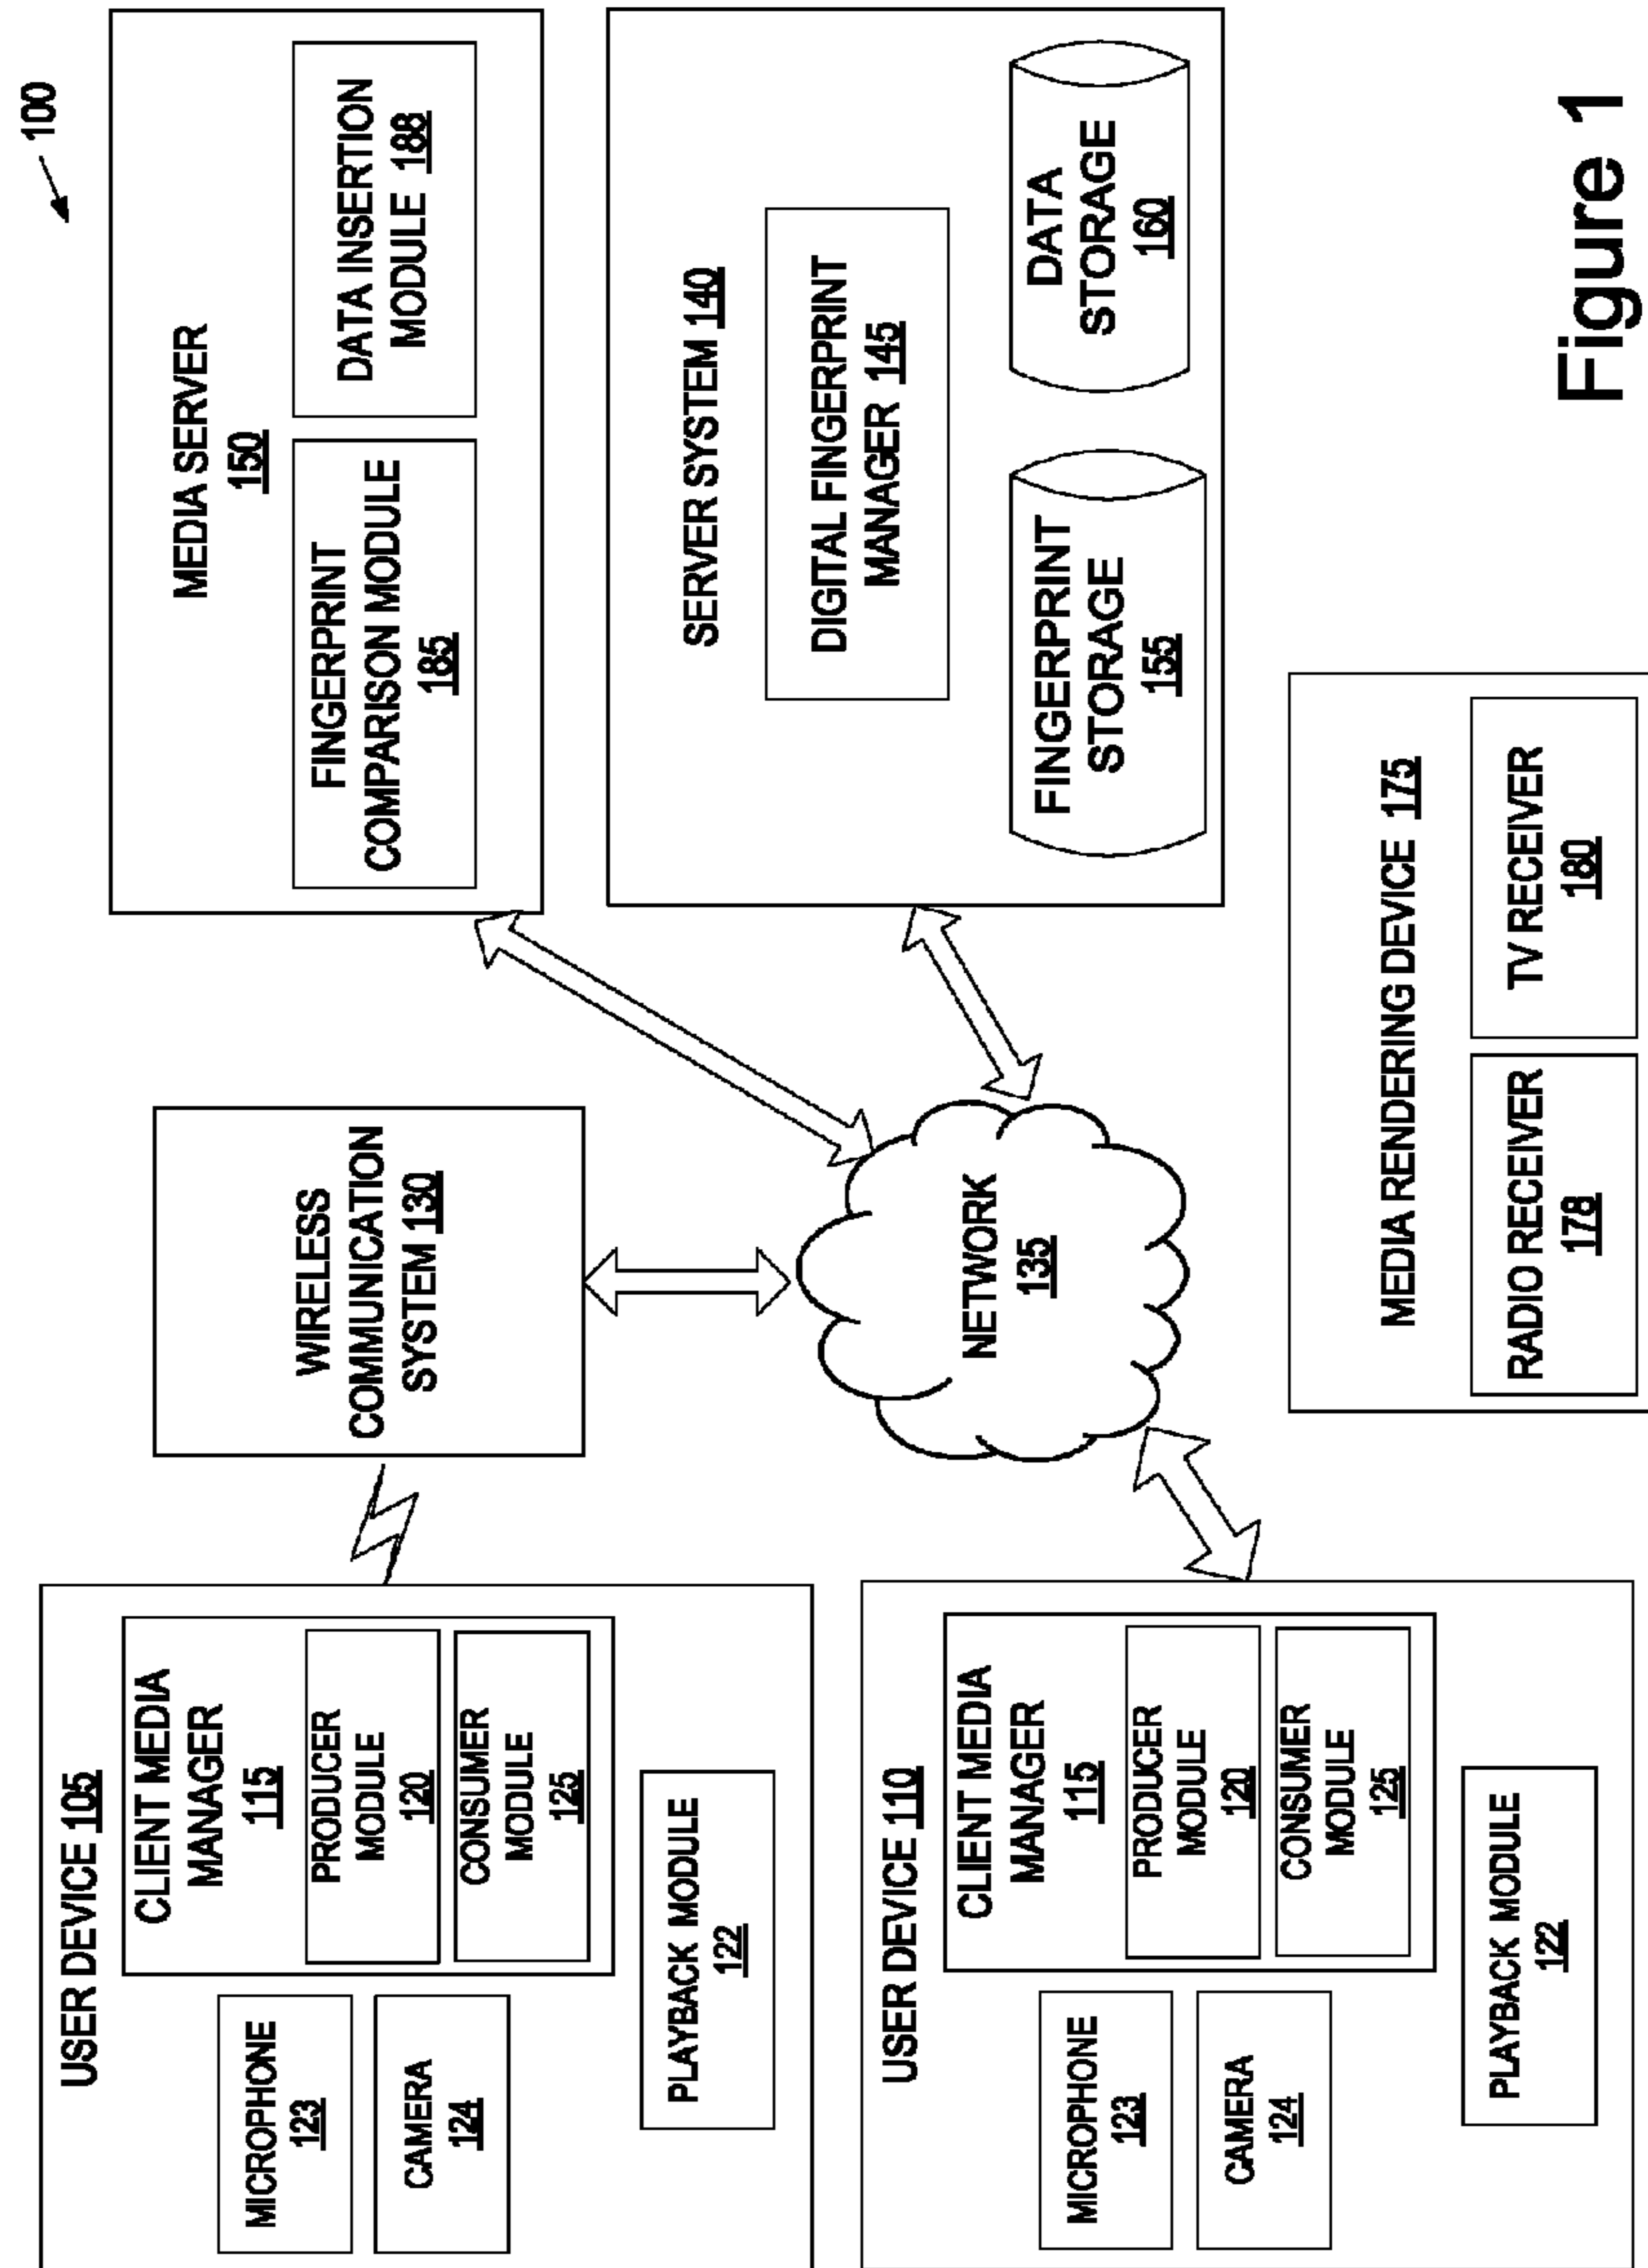 100
USER DEVICE 105
CLIENT MEDIA
MANAGER
115
MICROPHONE
123
PRODUCER
MODULE
120
CAMERA
124
CONSUMER
MODULE
125
PLAYBACK MODULE
122
WIRELESS
COMMUNICATION
SYSTEM 130
MEDIA SERVER
150
FINGERPRINT
COMPARISON MODULE
185
DATA INSERTION
MODULE 188
USER DEVICE 110
CLIENT MEDIA
MANAGER
115
MICROPHONE
123
PRODUCER
MODULE
120
CAMERA
124
CONSUMER
MODULE
125
PLAYBACK MODULE
122
NETWORK
135
SERVER SYSTEM 140
DIGITAL FINGERPRINT
MANAGER 145
FINGERPRINT
STORAGE
155
DATA
STORAGE
160
MEDIA RENDERING DEVICE 175
RADIO RECEIVER
178
TV RECEIVER
180
Figure 1